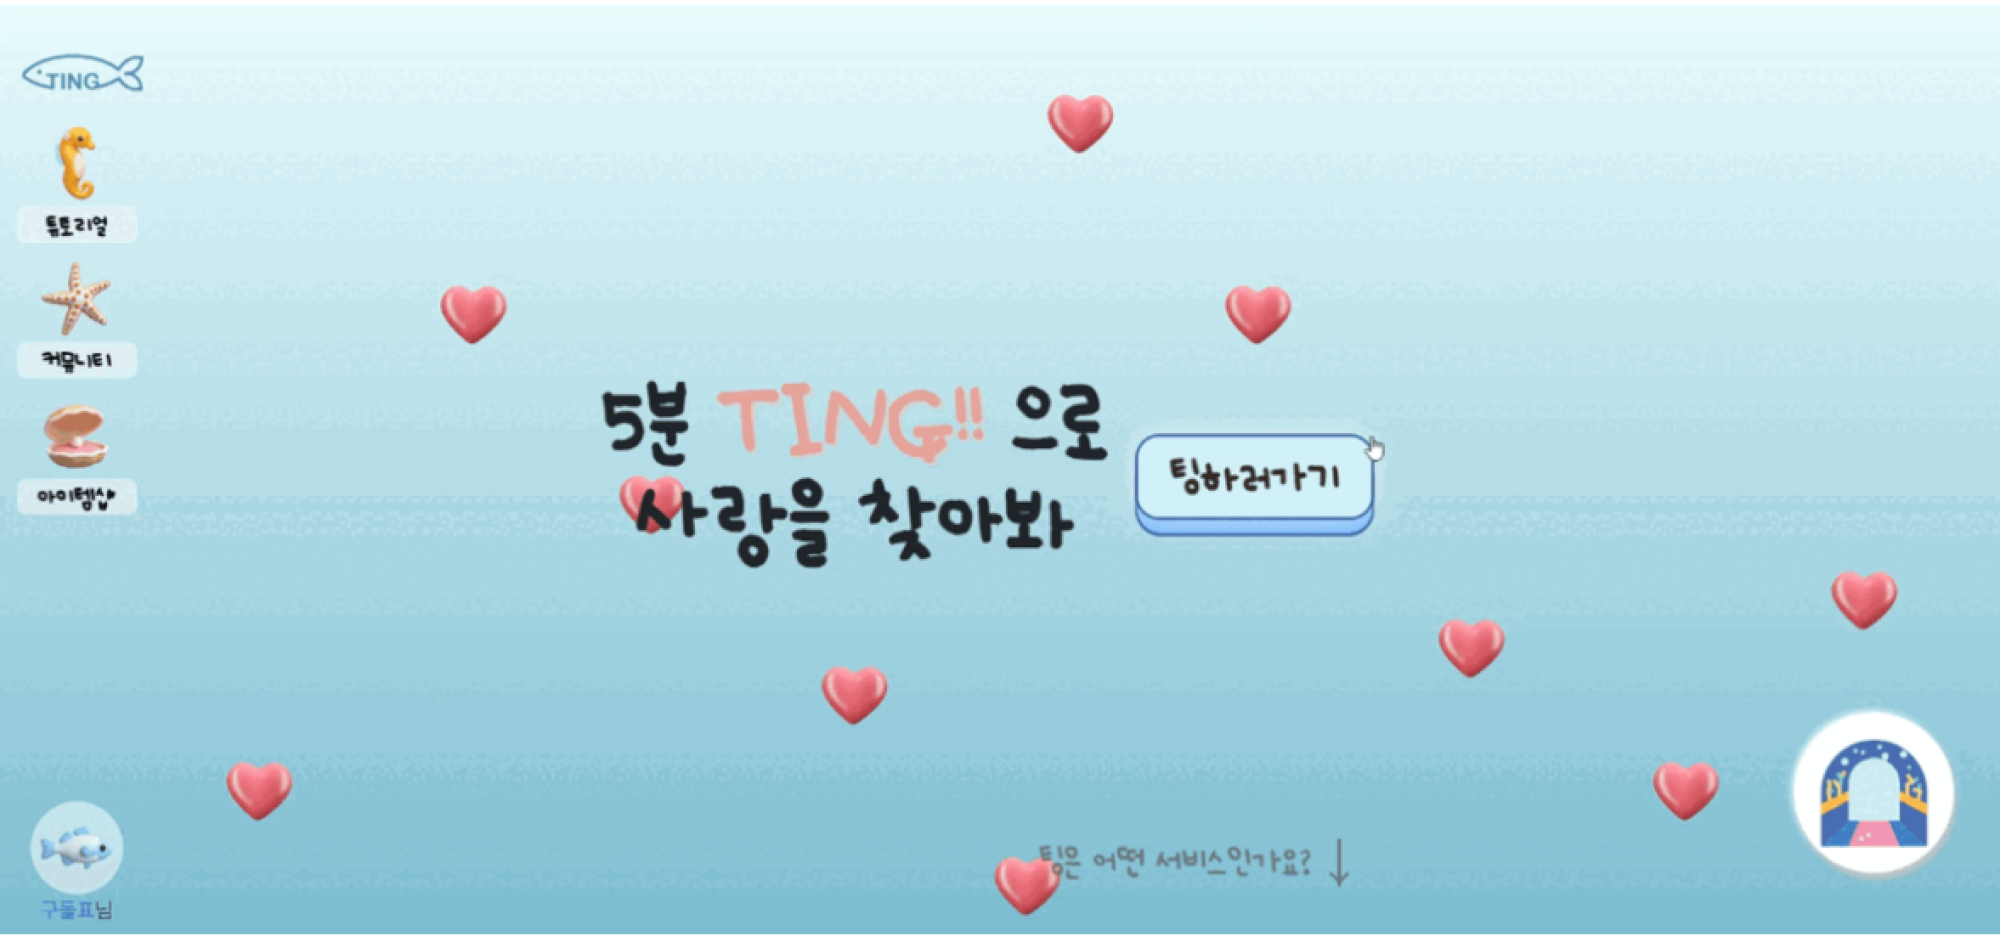 TING
튜토리얼
커뮤니티
아이템샵
5분 TING!! 으로
사랑을 찾아봐
팅하러가기
팅은 어떤 서비스인가요? ↓
구돌표님